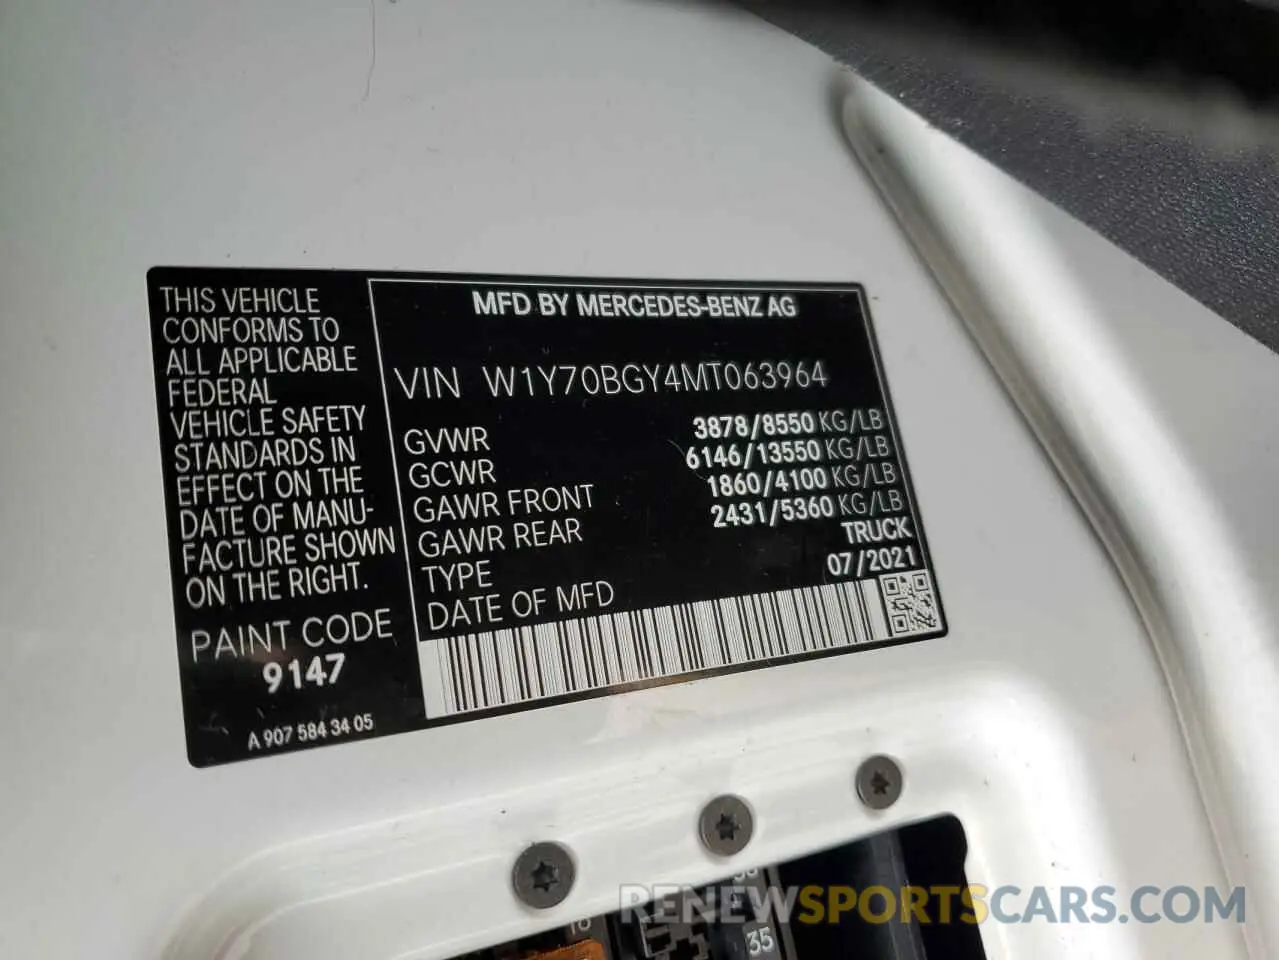 THIS VEHICLE
CONFORMS TO
ALL APPLICABLE
FEDERAL
VEHICLE SAFETY
STANDARDS IN
EFFECT ON THE
DATE OF MANU-
FACTURE SHOWN
ON THE RIGHT.
PAINT CODE
9147
A 907 584 34 05
MFD BY MERCEDES-BENZ AG
VIN W1Y70BGY4MT063964
GVWR 3878/8550 KG/LB
GCWR 6146/13550 KG/LB
GAWR FRONT 1860/4100 KG/LB
GAWR REAR 2431/5360 KG/LB
TYPE TRUCK
DATE OF MFD 07/2021
35
RENEWSPORTSCARS.COM